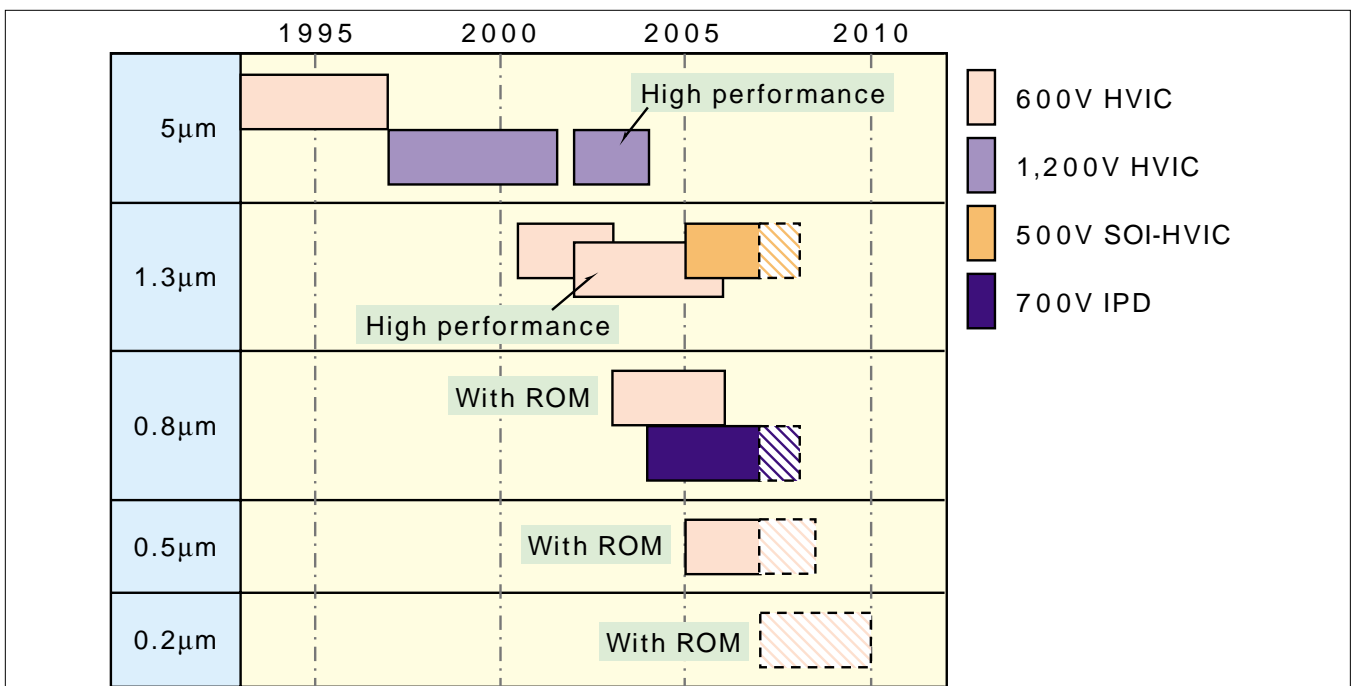 1995 2000 2005 2010
5μm
High performance
1.3μm
High performance
0.8μm
With ROM
0.5μm
With ROM
0.2μm
With ROM
600V HVIC
1,200V HVIC
500V SOI-HVIC
700V IPD